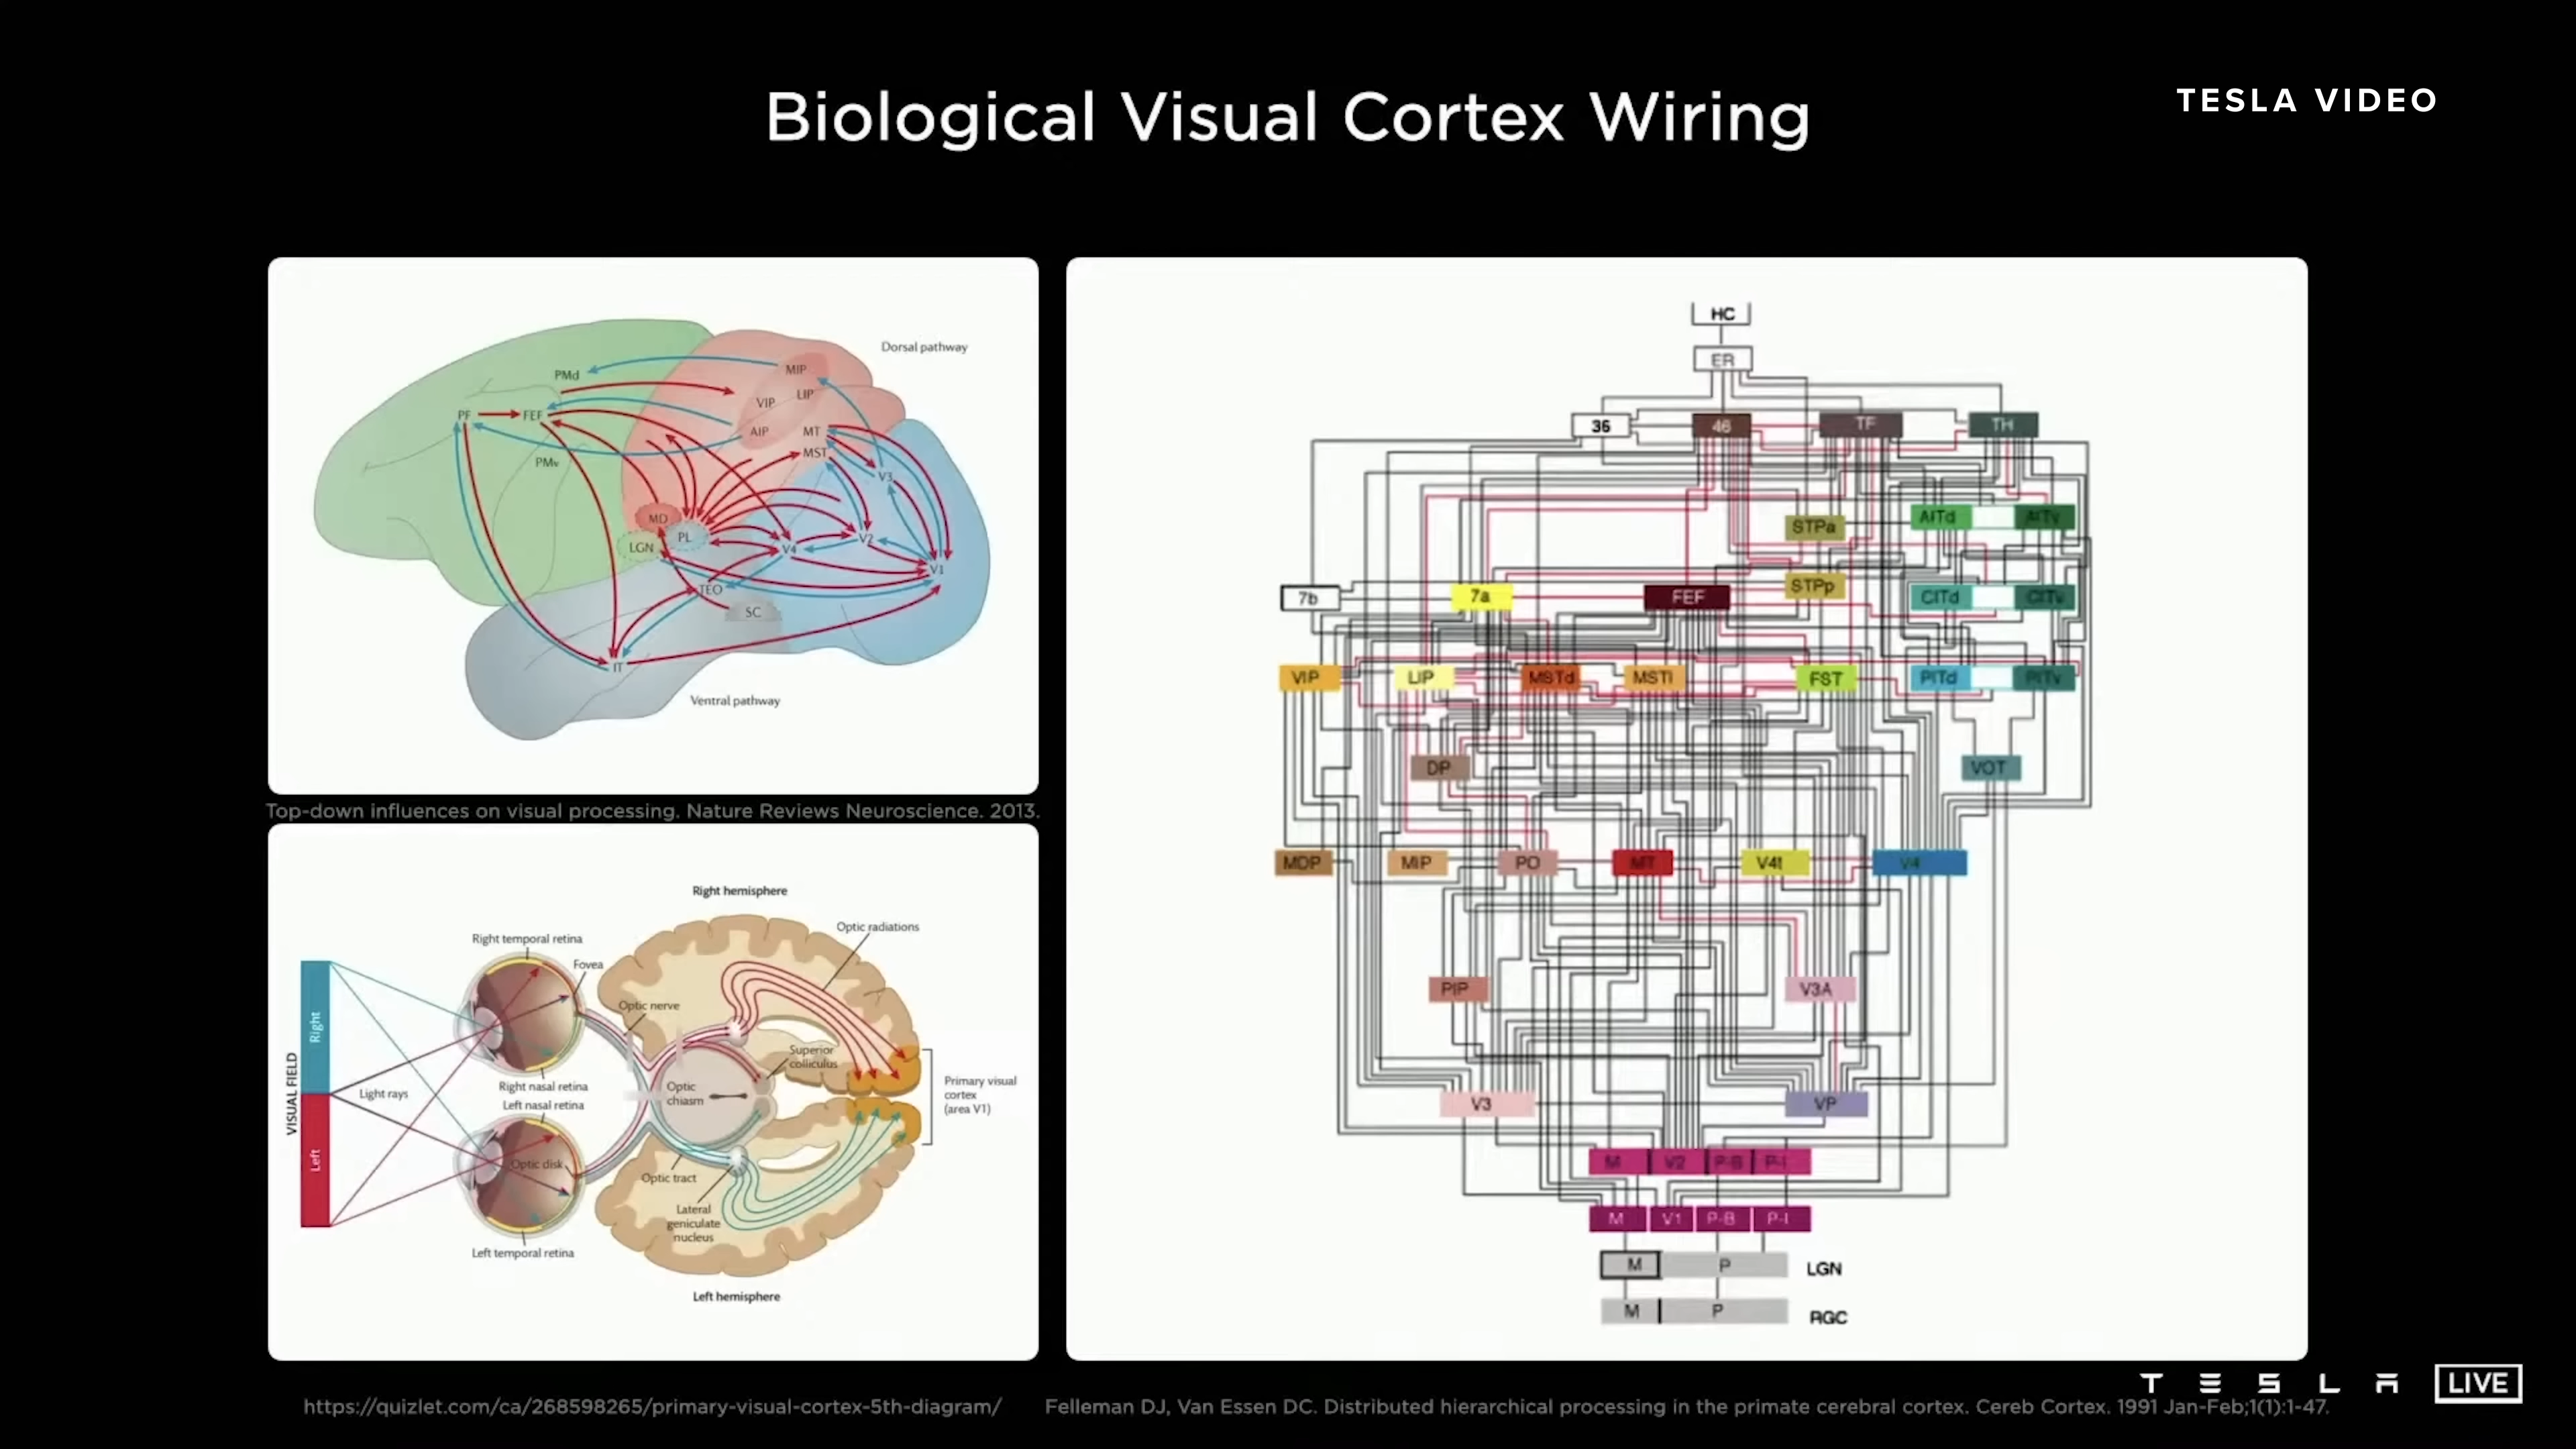 Biological Visual Cortex Wiring
TESLA VIDEO
Dorsal pathway
PMd
MIP
LIP
VIP
PF
FEF
AIP
MT
MST
PMv
V3
MD
PL
LGN
V4
V2
V1
TEO
SC
IT
Ventral pathway
Top-down influences on visual processing. Nature Reviews Neuroscience. 2013.
Right hemisphere
Optic radiations
Right temporal retina
Fovea
Optic nerve
VISUAL FIELD
Right
Left
Light rays
Superior
colliculus
Right nasal retina
Left nasal retina
Optic
chiasm
Primary visual
cortex
(area V1)
Optic disk
Optic tract
Lateral
geniculate
nucleus
Left temporal retina
Left hemisphere
https://quizlet.com/ca/268598265/primary-visual-cortex-5th-diagram/
HC
ER
36
46
TF
TH
STPa
AITd
AITv
7b
7a
FEF
STPp
CITd
CITv
VIP
LIP
MSTd
MSTl
FST
PITd
PITv
DP
VOT
MDP
MIP
PO
MT
V4t
V4
PIP
V3A
V3
VP
M V2 P-B P-I
M V1 P-B P-I
M P LGN
M P RGC
Felleman DJ, Van Essen DC. Distributed hierarchical processing in the primate cerebral cortex. Cereb Cortex. 1991 Jan-Feb;1(1):1-47.
TESLA LIVE